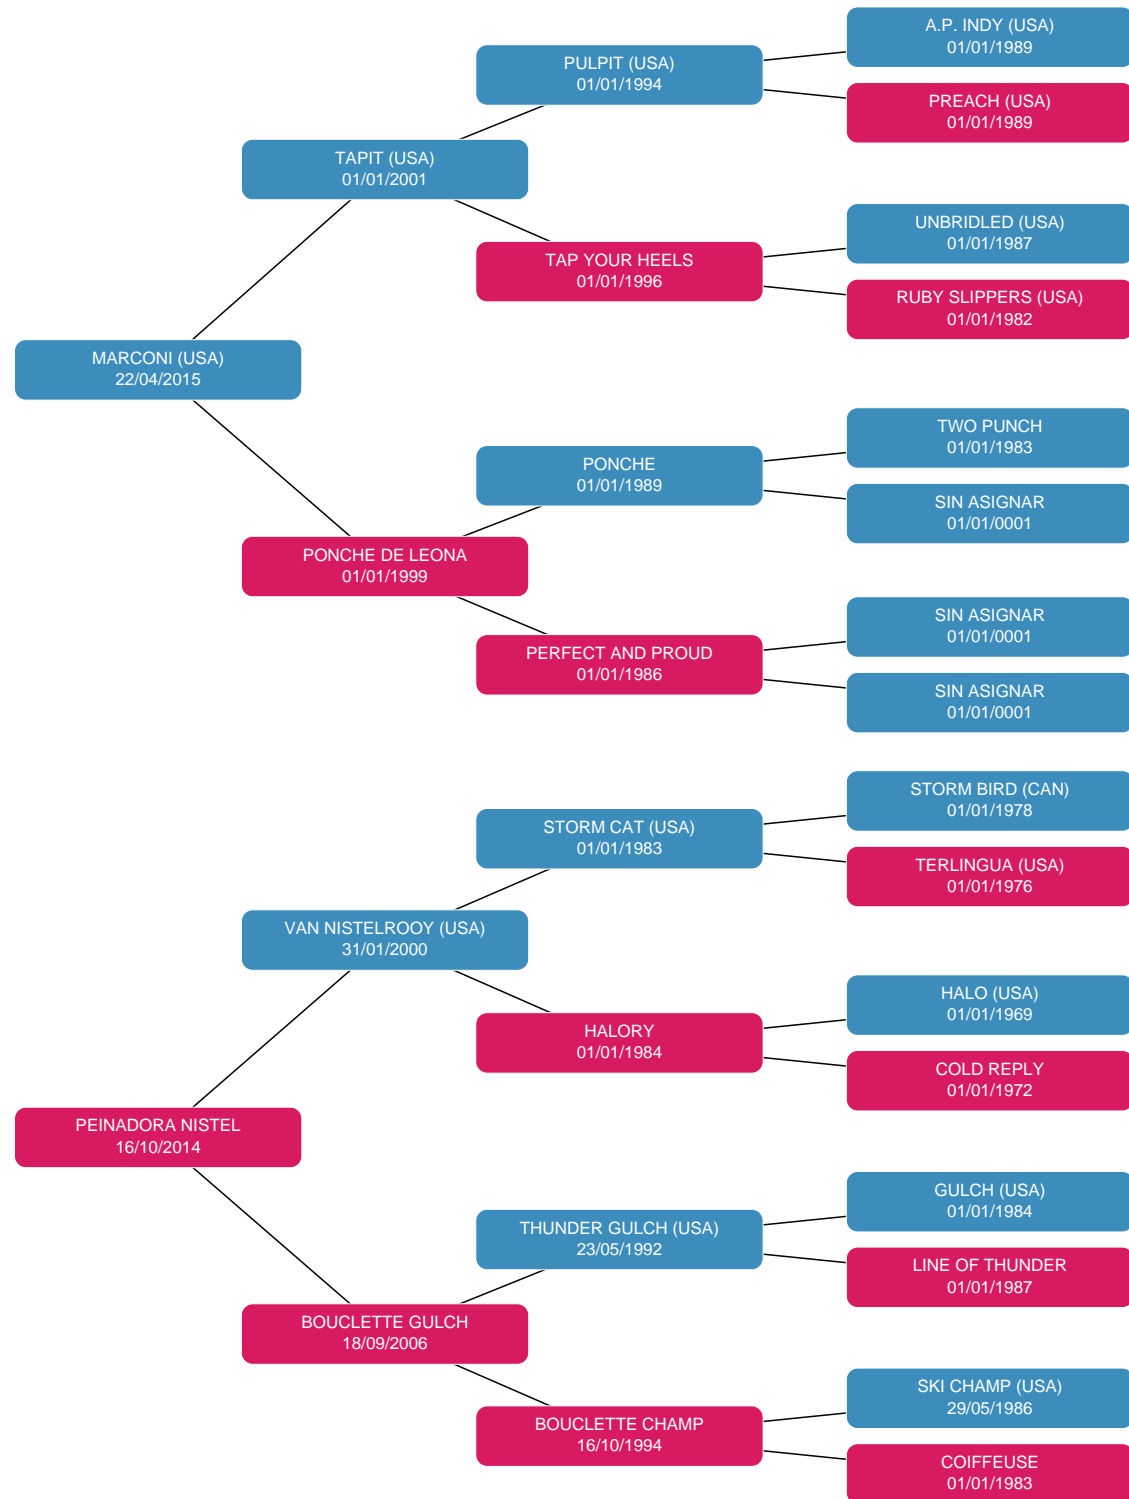 A.P. INDY (USA)
01/01/1989
PULPIT (USA)
01/01/1994
PREACH (USA)
01/01/1989
TAPIT (USA)
01/01/2001
UNBRIDLED (USA)
01/01/1987
TAP YOUR HEELS
01/01/1996
RUBY SLIPPERS (USA)
01/01/1982
MARCONI (USA)
22/04/2015
TWO PUNCH
01/01/1983
PONCHE
01/01/1989
SIN ASIGNAR
01/01/0001
PONCHE DE LEONA
01/01/1999
SIN ASIGNAR
01/01/0001
PERFECT AND PROUD
01/01/1986
SIN ASIGNAR
01/01/0001
STORM BIRD (CAN)
01/01/1978
STORM CAT (USA)
01/01/1983
TERLINGUA (USA)
01/01/1976
VAN NISTELROOY (USA)
31/01/2000
HALO (USA)
01/01/1969
HALORY
01/01/1984
COLD REPLY
01/01/1972
PEINADORA NISTEL
16/10/2014
GULCH (USA)
01/01/1984
THUNDER GULCH (USA)
23/05/1992
LINE OF THUNDER
01/01/1987
BOUCLETTE GULCH
18/09/2006
SKI CHAMP (USA)
29/05/1986
BOUCLETTE CHAMP
16/10/1994
COIFFEUSE
01/01/1983